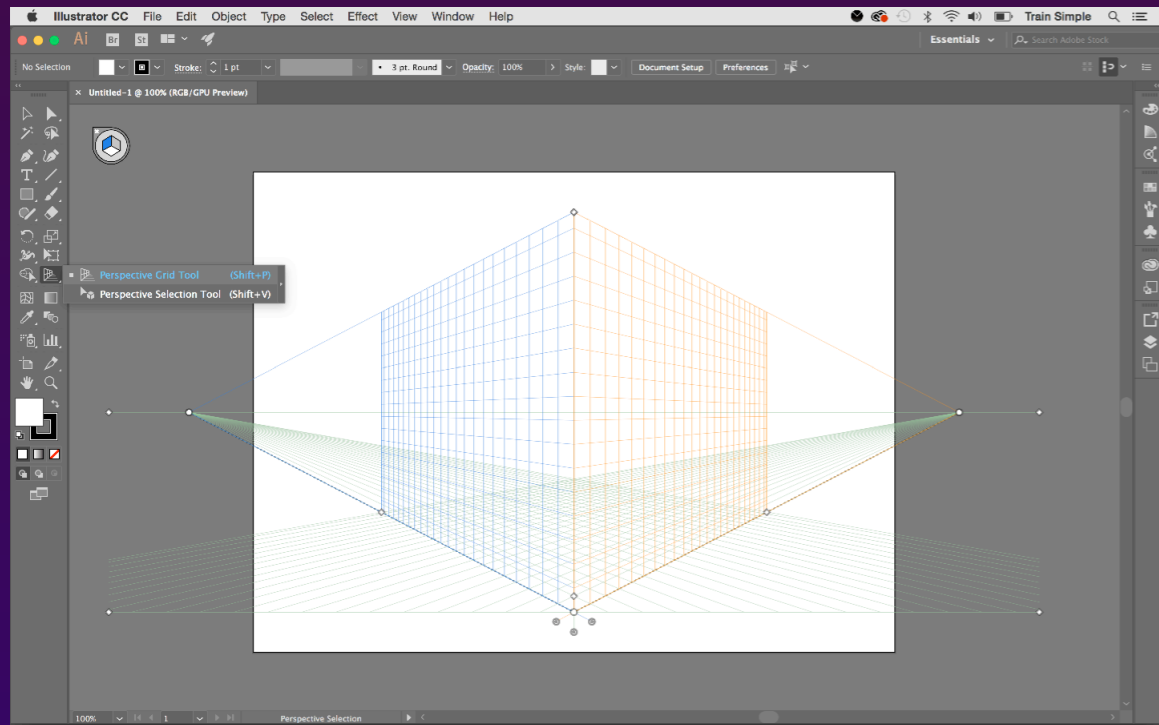 Illustrator CC File Edit Object Type Select Effect View Window Help Train Simple
Ai Br St Essentials Search Adobe Stock
No Selection Stroke: 1 pt 3 pt. Round Opacity: 100% Style: Document Setup Preferences
× Untitled-1 @ 100% (RGB/GPU Preview)
Perspective Grid Tool (Shift+P)
Perspective Selection Tool (Shift+V)
100% 1 Perspective Selection